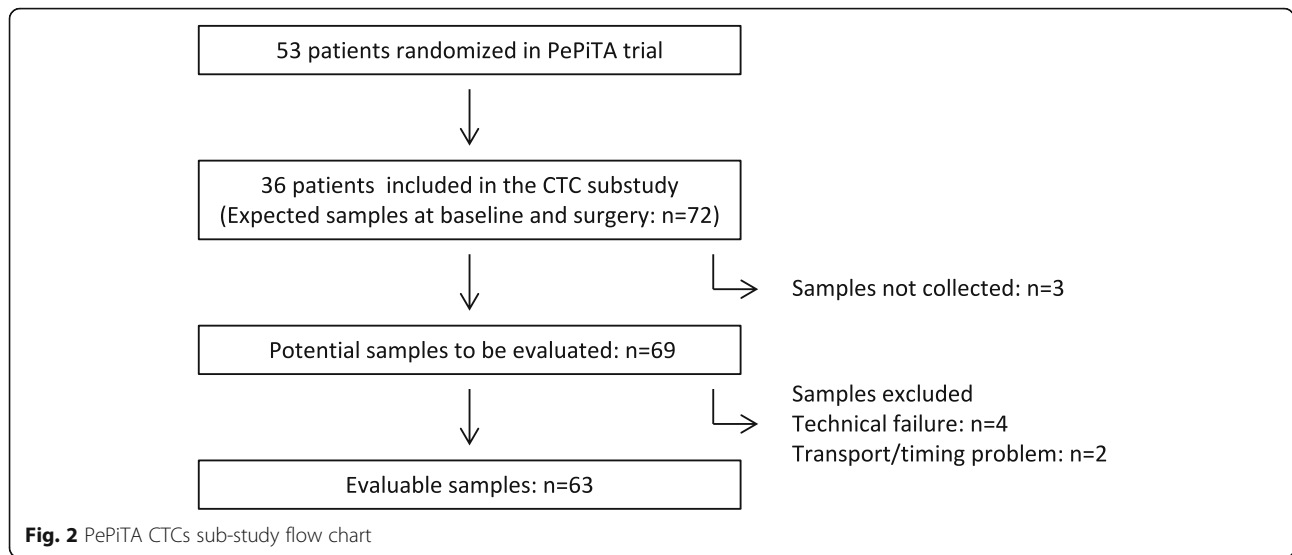 53 patients randomized in PePiTA trial
36 patients included in the CTC substudy
(Expected samples at baseline and surgery: n=72)
Samples not collected: n=3
Potential samples to be evaluated: n=69
Samples excluded
Technical failure: n=4
Transport/timing problem: n=2
Evaluable samples: n=63
Fig. 2 PePiTA CTCs sub-study flow chart